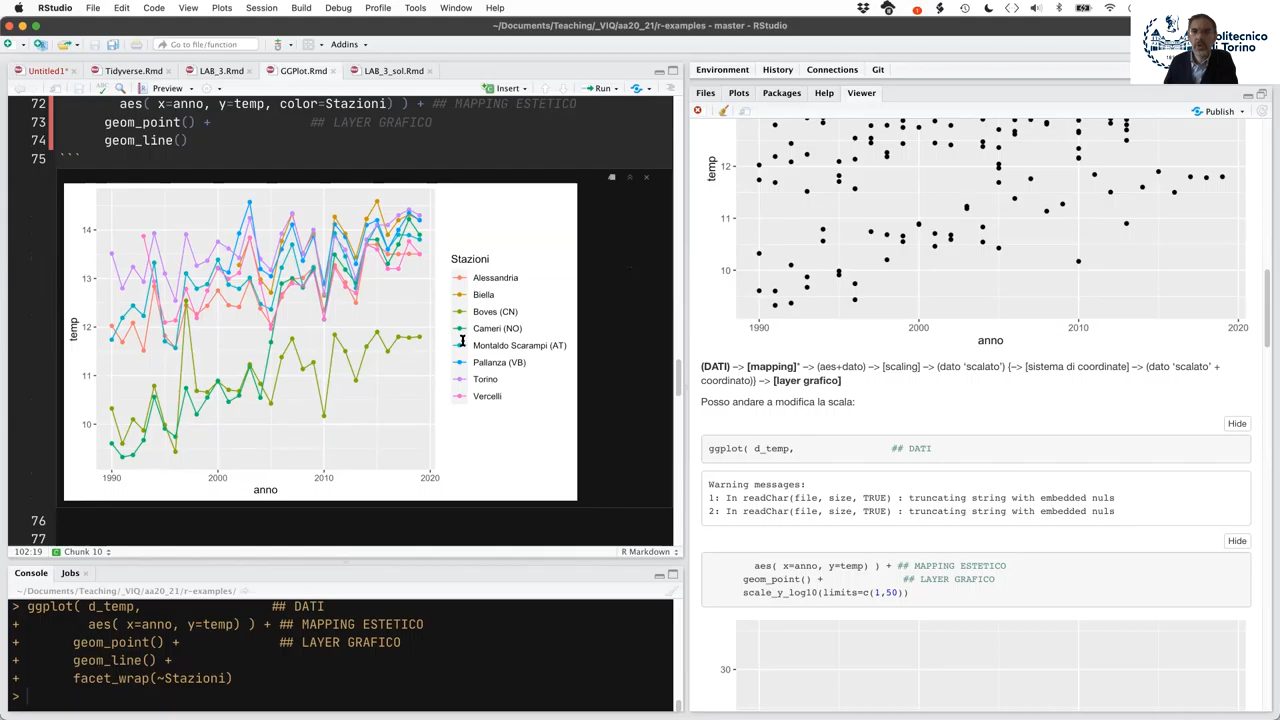 RStudio File Edit Code View Plots Session Build Debug Profile Tools Window Help
~/Documents/Teaching/_VIQ/aa20_21/r-examples - master - RStudio
Politecnico
di Torino
Go to file/function
Addins
Untitled1*
Tidyverse.Rmd
LAB_3.Rmd
GGPlot.Rmd
LAB_3_sol.Rmd
Preview
Insert
Run
72 aes( x=anno, y=temp, color=Stazioni) ) + ## MAPPING ESTETICO
73 geom_point() + ## LAYER GRAFICO
74 geom_line()
75 ```
14
13
12
11
10
temp
1990
2000
2010
2020
anno
Stazioni
Alessandria
Biella
Boves (CN)
Cameri (NO)
Montaldo Scarampi (AT)
Pallanza (VB)
Torino
Vercelli
76
77
102:19
Chunk 10
R Markdown
Console
Jobs
~/Documents/Teaching/_VIQ/aa20_21/r-examples/
> ggplot( d_temp, ## DATI
+ aes( x=anno, y=temp) ) + ## MAPPING ESTETICO
+ geom_point() + ## LAYER GRAFICO
+ geom_line() +
+ facet_wrap(~Stazioni)
>
Environment
History
Connections
Git
Files
Plots
Packages
Help
Viewer
Publish
12
11
10
temp
1990
2000
2010
2020
anno
(DATI) –> [mapping]* –> (aes+dato) –> [scaling] –> (dato 'scalato') {–> [sistema di coordinate] –> (dato 'scalato' +
coordinato)} –> [layer grafico]
Posso andare a modifica la scala:
Hide
ggplot( d_temp, ## DATI
Warning messages:
1: In readChar(file, size, TRUE) : truncating string with embedded nuls
2: In readChar(file, size, TRUE) : truncating string with embedded nuls
Hide
aes( x=anno, y=temp) ) + ## MAPPING ESTETICO
geom_point() + ## LAYER GRAFICO
scale_y_log10(limits=c(1,50))
30